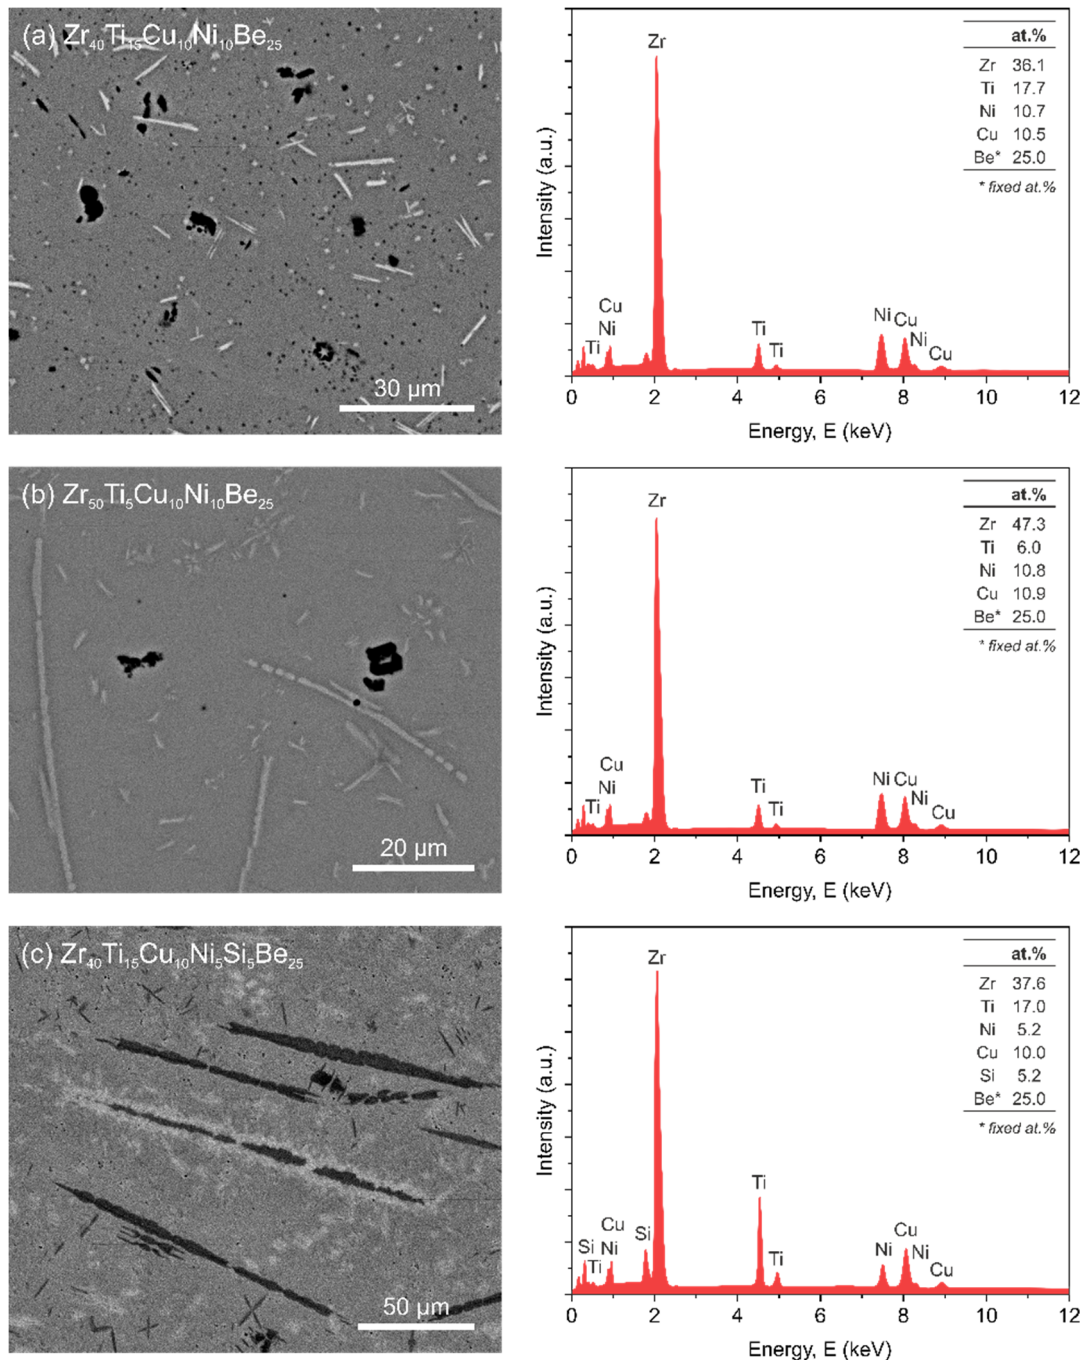 (a) Zr40Ti15Cu10Ni10Be25
30 µm
Zr
Cu
Ni
Ti
Ti
Ti
Ni
Cu
Ni
Cu
at.%
Zr 36.1
Ti 17.7
Ni 10.7
Cu 10.5
Be* 25.0
* fixed at.%
Intensity (a.u.)
0 2 4 6 8 10 12
Energy, E (keV)
(b) Zr50Ti5Cu10Ni10Be25
20 µm
Zr
Cu
Ni
Ti
Ti
Ti
Ni
Cu
Ni
Cu
at.%
Zr 47.3
Ti 6.0
Ni 10.8
Cu 10.9
Be* 25.0
* fixed at.%
Intensity (a.u.)
0 2 4 6 8 10 12
Energy, E (keV)
(c) Zr40Ti15Cu10Ni5Si5Be25
50 µm
Zr
Cu
Si
Ni
Ti
Si
Ti
Ti
Ni
Cu
Ni
Cu
at.%
Zr 37.6
Ti 17.0
Ni 5.2
Cu 10.0
Si 5.2
Be* 25.0
* fixed at.%
Intensity (a.u.)
0 2 4 6 8 10 12
Energy, E (keV)